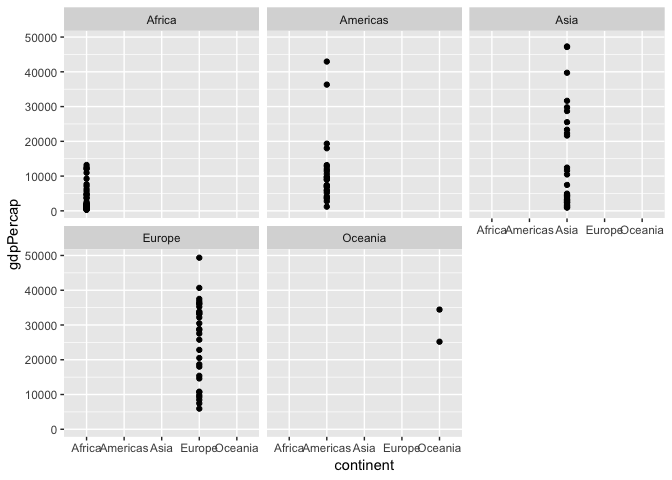 Africa Americas Asia
50000
40000
30000
20000
10000
0
gdpPercap
Africa Americas Asia Europe Oceania
Europe Oceania
50000
40000
30000
20000
10000
0
Africa Americas Asia Europe Oceania Africa Americas Asia Europe Oceania
continent